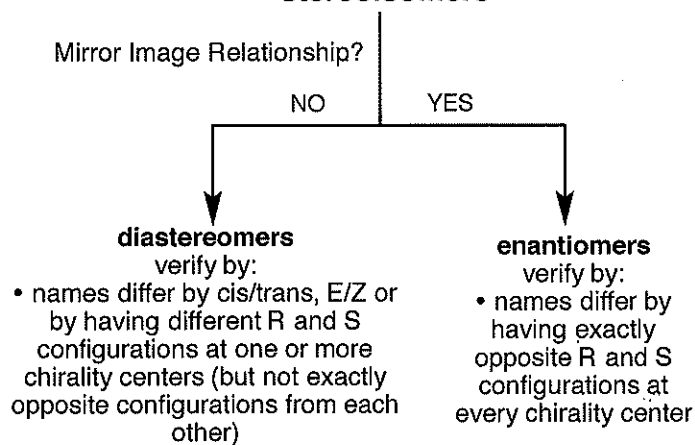 Mirror Image Relationship?
NO YES
diastereomers
verify by:
• names differ by cis/trans, E/Z or
by having different R and S
configurations at one or more
chirality centers (but not exactly
opposite configurations from each
other)
enantiomers
verify by:
• names differ by
having exactly
opposite R and S
configurations at
every chirality center